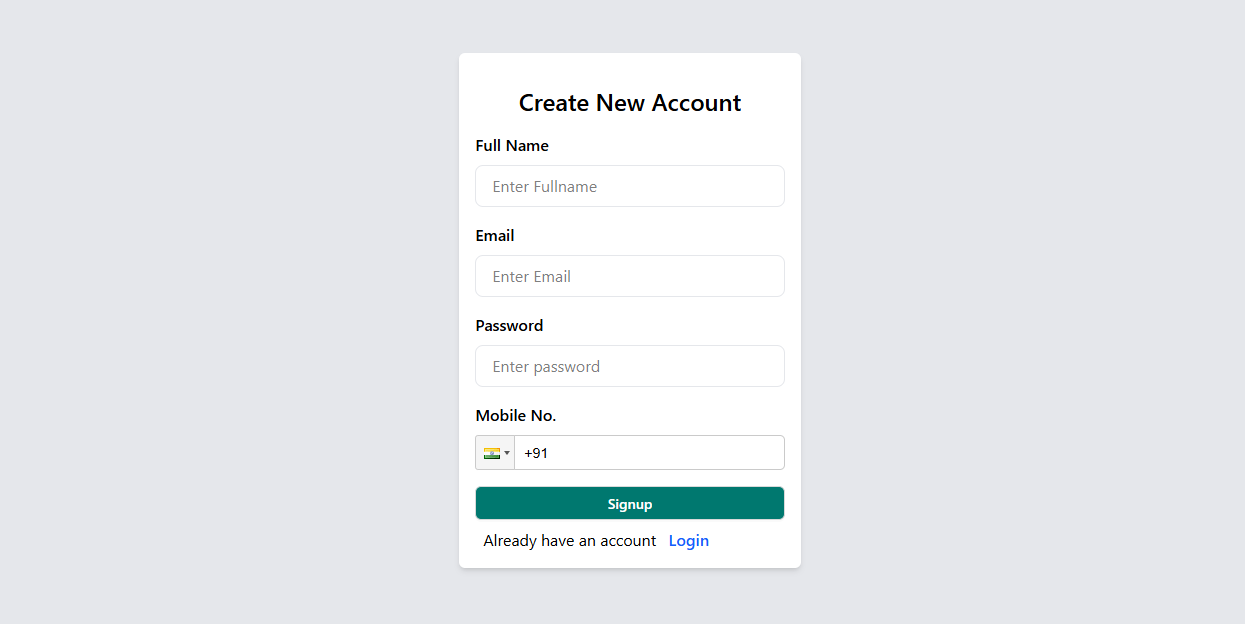 Create New Account
Full Name
Enter Fullname
Email
Enter Email
Password
Enter password
Mobile No.
+91
Signup
Already have an account Login